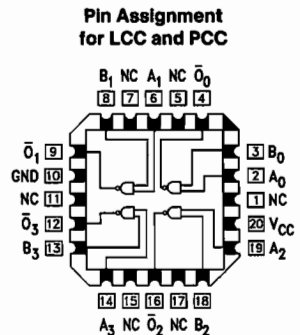 Pin Assignment
for LCC and PCC
B₁ NC A₁ NC Ō₀
8 7 6 5 4
Ō₁ 9
GND 10
NC 11
Ō₃ 12
B₃ 13
3 B₀
2 A₀
1 NC
20 VCC
19 A₂
14 15 16 17 18
A₃ NC Ō₂ NC B₂